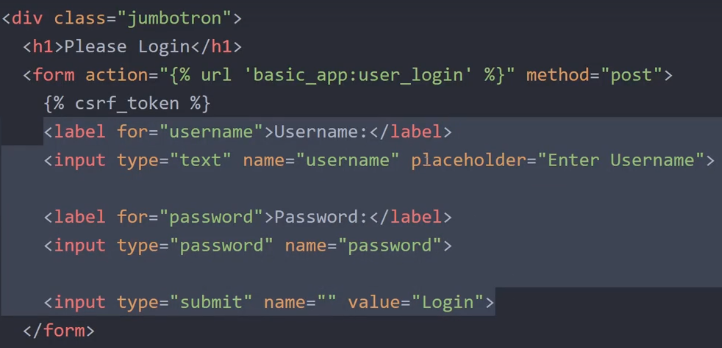 <div class="jumbotron">
<h1>Please Login</h1>
<form action="{% url 'basic_app:user_login' %}" method="post">
{% csrf_token %}
<label for="username">Username:</label>
<input type="text" name="username" placeholder="Enter Username">
<label for="password">Password:</label>
<input type="password" name="password">
<input type="submit" name="" value="Login">
</form>